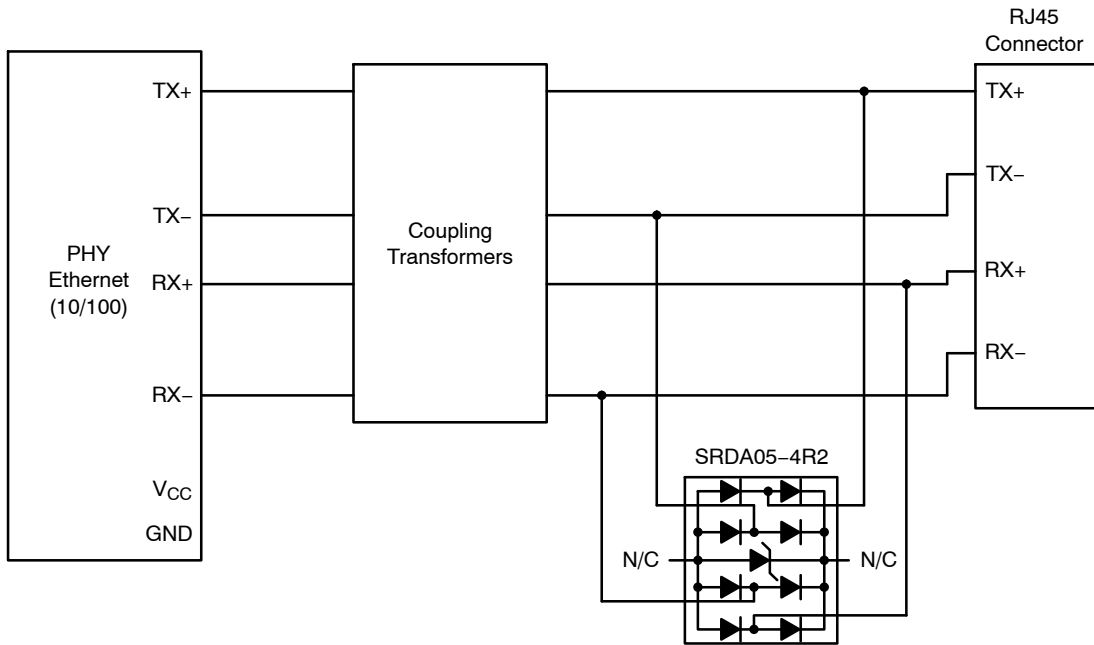 RJ45
Connector
TX+
TX−
RX+
RX−
V_CC
GND
PHY
Ethernet
(10/100)
Coupling
Transformers
TX+
TX−
RX+
RX−
SRDA05−4R2
N/C
N/C